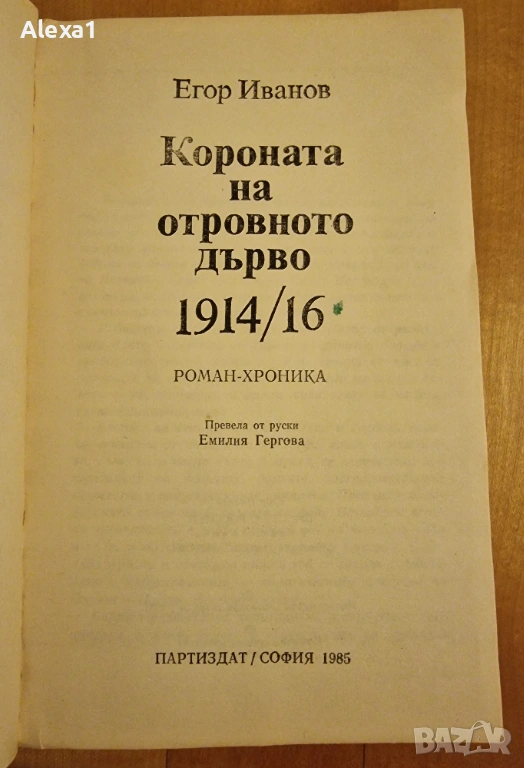 Alexa1
Егор Иванов
Короната
на
отровното
дърво
1914/16
РОМАН-ХРОНИКА
Превела от руски
Емилия Гергова
ПАРТИЗДАТ / СОФИЯ 1985
BAZAR